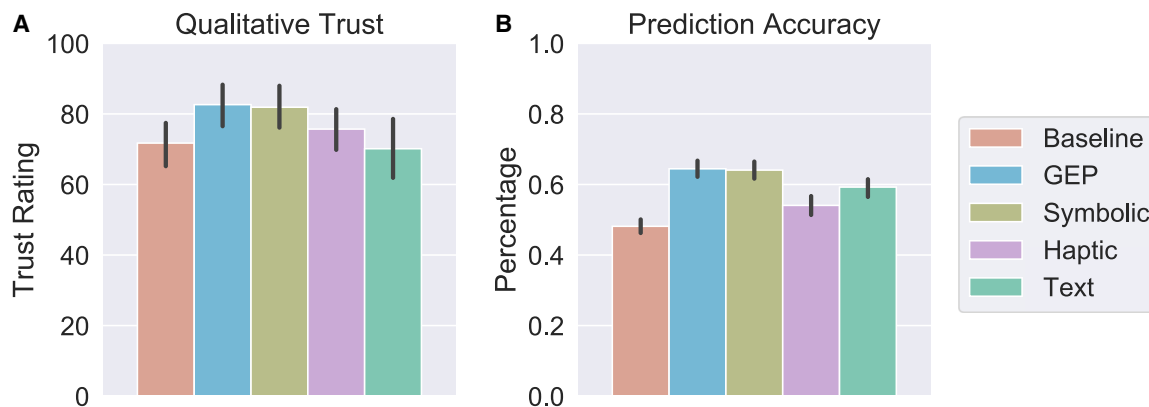 A
Qualitative Trust
Trust Rating
100
80
60
40
20
0
B
Prediction Accuracy
Percentage
1.0
0.8
0.6
0.4
0.2
0.0
Baseline
GEP
Symbolic
Haptic
Text